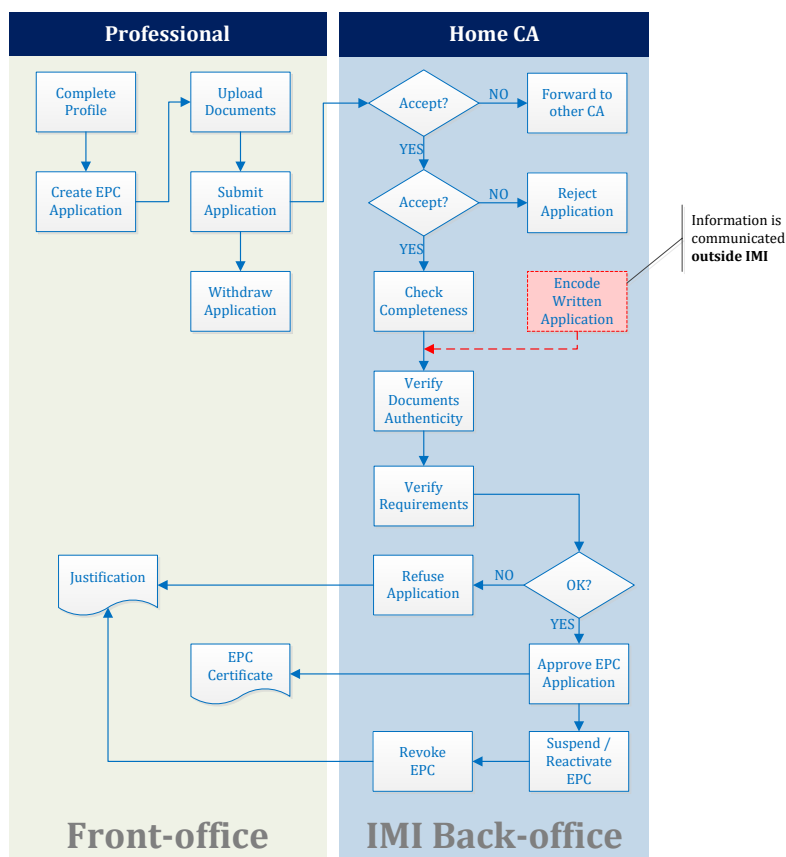 Professional
Home CA
Complete
Profile
Upload
Documents
Accept?
NO
Forward to
other CA
YES
Create EPC
Application
Submit
Application
Accept?
NO
Reject
Application
Information is
communicated
outside IMI
YES
Withdraw
Application
Check
Completeness
Encode
Written
Application
Verify
Documents
Authenticity
Verify
Requirements
Justification
Refuse
Application
NO
OK?
YES
EPC
Certificate
Approve EPC
Application
Revoke
EPC
Suspend /
Reactivate
EPC
Front-office
IMI Back-office